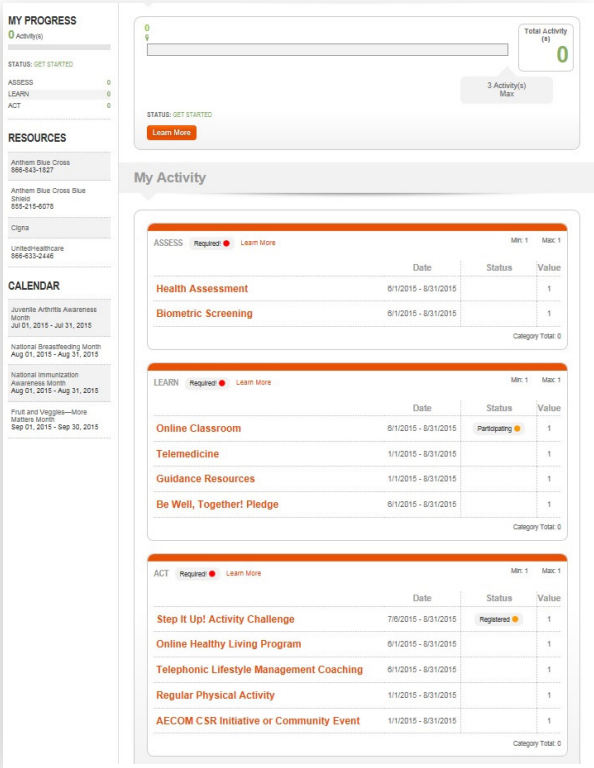 MY PROGRESS
0 Activity(s)
STATUS: GET STARTED
ASSESS 0
LEARN 0
ACT 0
RESOURCES
Anthem Blue Cross
866-843-1827
Anthem Blue Cross Blue
Shield
855-215-6078
Cigna
UnitedHealthcare
866-633-2446
CALENDAR
Juvenile Arthritis Awareness
Month
Jul 01, 2015 - Jul 31, 2015
National Breastfeeding Month
Aug 01, 2015 - Aug 31, 2015
National Immunization
Awareness Month
Aug 01, 2015 - Aug 31, 2015
Fruit and Veggies—More
Matters Month
Sep 01, 2015 - Sep 30, 2015
0
Total Activity
(s)
0
3 Activity(s)
Max
STATUS: GET STARTED
Learn More
My Activity
ASSESS Required! Learn More Min: 1 Max: 1
Date Status Value
Health Assessment 6/1/2015 - 8/31/2015 1
Biometric Screening 6/1/2015 - 8/31/2015 1
Category Total: 0
LEARN Required! Learn More Min: 1 Max: 1
Date Status Value
Online Classroom 6/1/2015 - 8/31/2015 Participating 1
Telemedicine 1/1/2015 - 8/31/2015 1
Guidance Resources 1/1/2015 - 8/31/2015 1
Be Well, Together! Pledge 6/1/2015 - 8/31/2015 1
Category Total: 0
ACT Required! Learn More Min: 1 Max: 1
Date Status Value
Step It Up! Activity Challenge 7/6/2015 - 8/31/2015 Registered 1
Online Healthy Living Program 6/1/2015 - 8/31/2015 1
Telephonic Lifestyle Management Coaching 6/1/2015 - 8/31/2015 1
Regular Physical Activity 1/1/2015 - 8/31/2015 1
AECOM CSR Initiative or Community Event 1/1/2015 - 8/31/2015 1
Category Total: 0